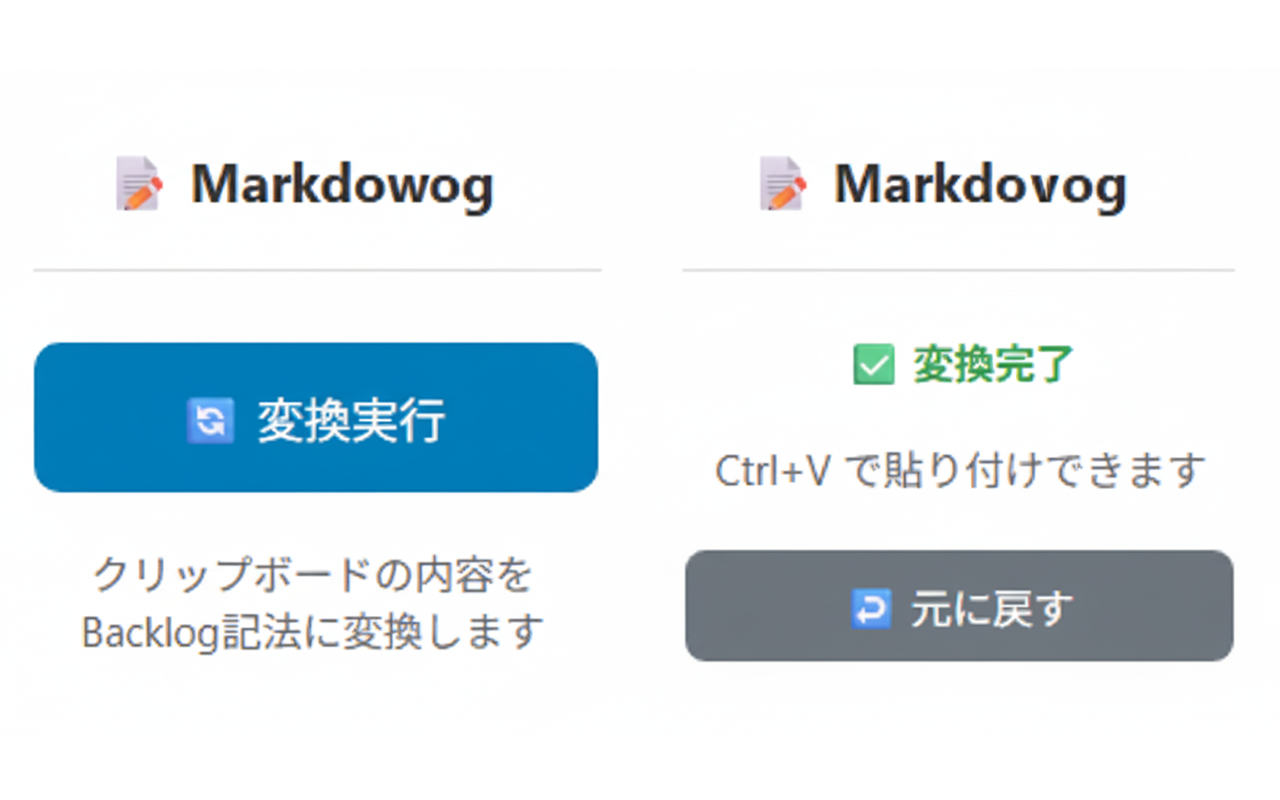 📝 Markdowog
🔄 変換実行
クリップボードの内容を
Backlog記法に変換します
📝 Markdovog
✅ 変換完了
Ctrl+V で貼り付けできます
↩️ 元に戻す